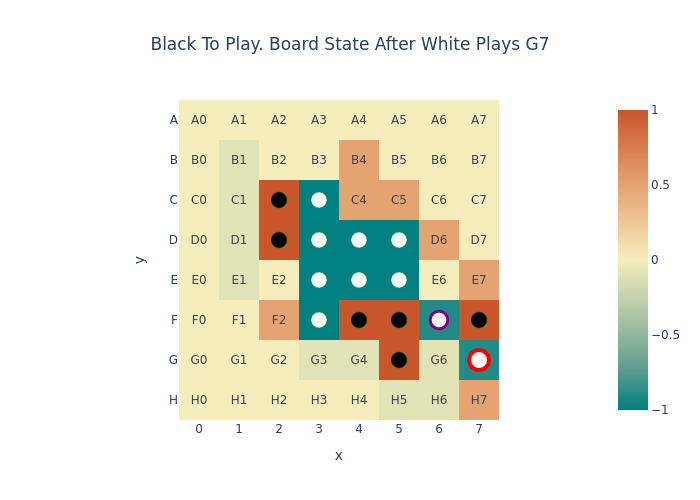 Black To Play. Board State After White Plays G7
A A0 A1 A2 A3 A4 A5 A6 A7
B B0 B1 B2 B3 B4 B5 B6 B7
C C0 C1 C4 C5 C6 C7
D D0 D1 D6 D7
E E0 E1 E2 E6 E7
F F0 F1 F2
G G0 G1 G2 G3 G4 G6
H H0 H1 H2 H3 H4 H5 H6 H7
0 1 2 3 4 5 6 7
x
y
1
0.5
0
−0.5
−1